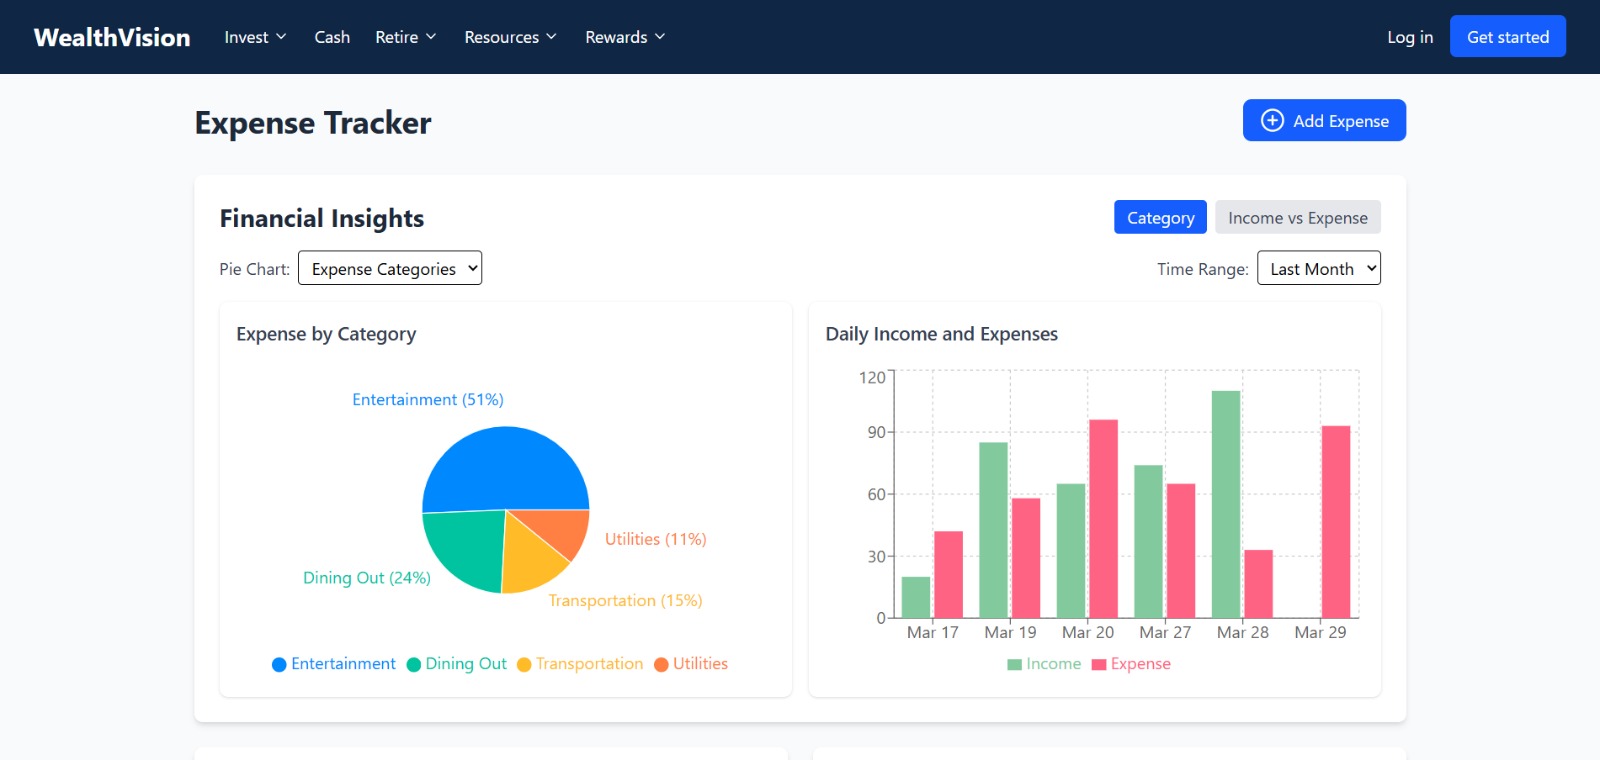 WealthVision Invest Cash Retire Resources Rewards Log in Get started
Expense Tracker Add Expense
Financial Insights Category Income vs Expense
Pie Chart: Expense Categories Time Range: Last Month
Expense by Category
Entertainment (51%)
Utilities (11%)
Dining Out (24%)
Transportation (15%)
Entertainment Dining Out Transportation Utilities
Daily Income and Expenses
120
90
60
30
0
Mar 17 Mar 19 Mar 20 Mar 27 Mar 28 Mar 29
Income Expense